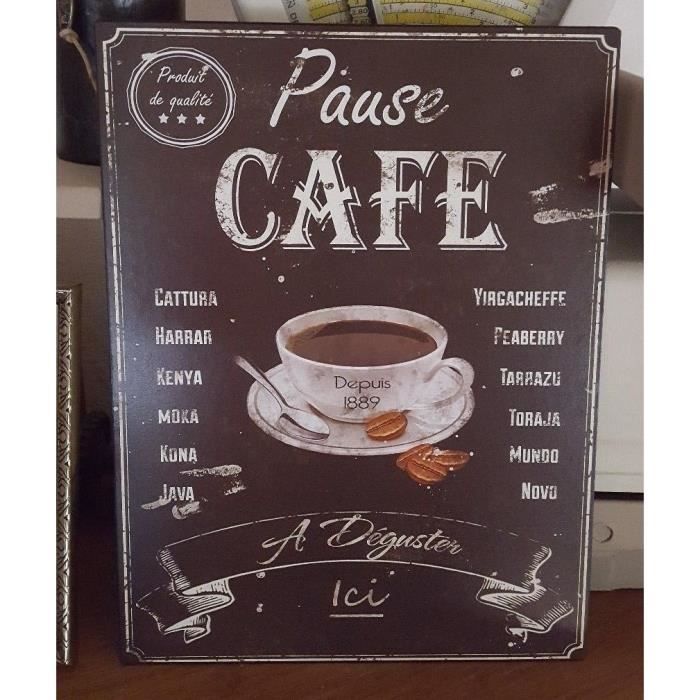 Produit
de qualité
Pause
CAFE
CATTURA
HARRAR
KENYA
MOKA
KONA
JAVA
YIRGACHEFFE
PEABERRY
TARRAZU
TORAJA
MUNDO
NOVO
Depuis
1889
A Déguster
Ici